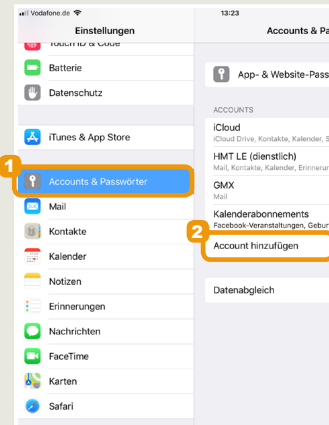 Vodafone.de
13:23
Einstellungen
Accounts & Pa
Touch ID & Code
Batterie
Datenschutz
iTunes & App Store
1
Accounts & Passwörter
Mail
Kontakte
Kalender
Notizen
Erinnerungen
Nachrichten
FaceTime
Karten
Safari
App- & Website-Pass
ACCOUNTS
iCloud
iCloud Drive, Kontakte, Kalender, S
HMT LE (dienstlich)
Mail, Kontakte, Kalender, Erinnerun
GMX
Mail
Kalenderabonnements
Facebook-Veranstaltungen, Gebur
2
Account hinzufügen
Datenabgleich